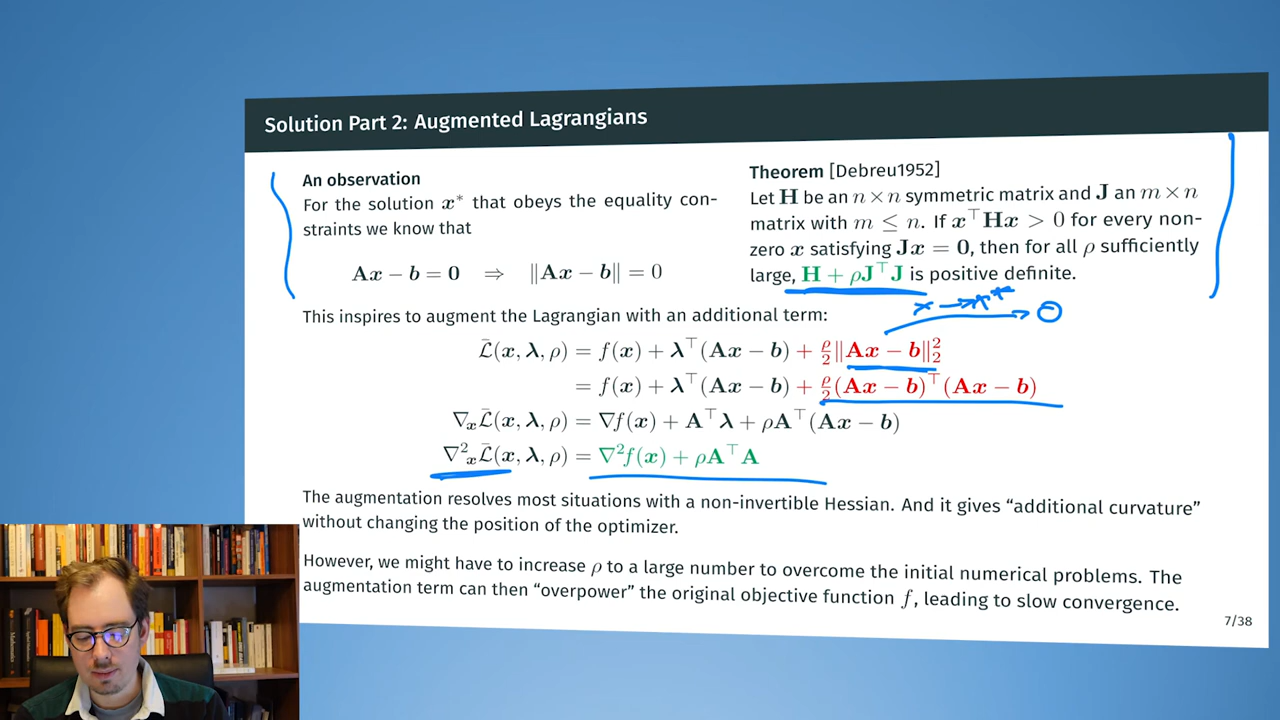 Solution Part 2: Augmented Lagrangians
An observation
For the solution x* that obeys the equality con-
straints we know that
Ax − b = 0 ⇒ ‖Ax − b‖ = 0
Theorem [Debreu1952]
Let H be an n × n symmetric matrix and J an m × n
matrix with m ≤ n. If x⊤Hx > 0 for every non-
zero x satisfying Jx = 0, then for all ρ sufficiently
large, H + ρJ⊤J is positive definite.
x → x* 0
This inspires to augment the Lagrangian with an additional term:
L̄(x, λ, ρ) = f(x) + λ⊤(Ax − b) + ρ/2‖Ax − b‖₂²
= f(x) + λ⊤(Ax − b) + ρ/2(Ax − b)⊤(Ax − b)
∇ₓL̄(x, λ, ρ) = ∇f(x) + A⊤λ + ρA⊤(Ax − b)
∇²ₓL̄(x, λ, ρ) = ∇²f(x) + ρA⊤A
The augmentation resolves most situations with a non-invertible Hessian. And it gives “additional curvature”
without changing the position of the optimizer.
However, we might have to increase ρ to a large number to overcome the initial numerical problems. The
augmentation term can then “overpower” the original objective function f, leading to slow convergence.
7/38